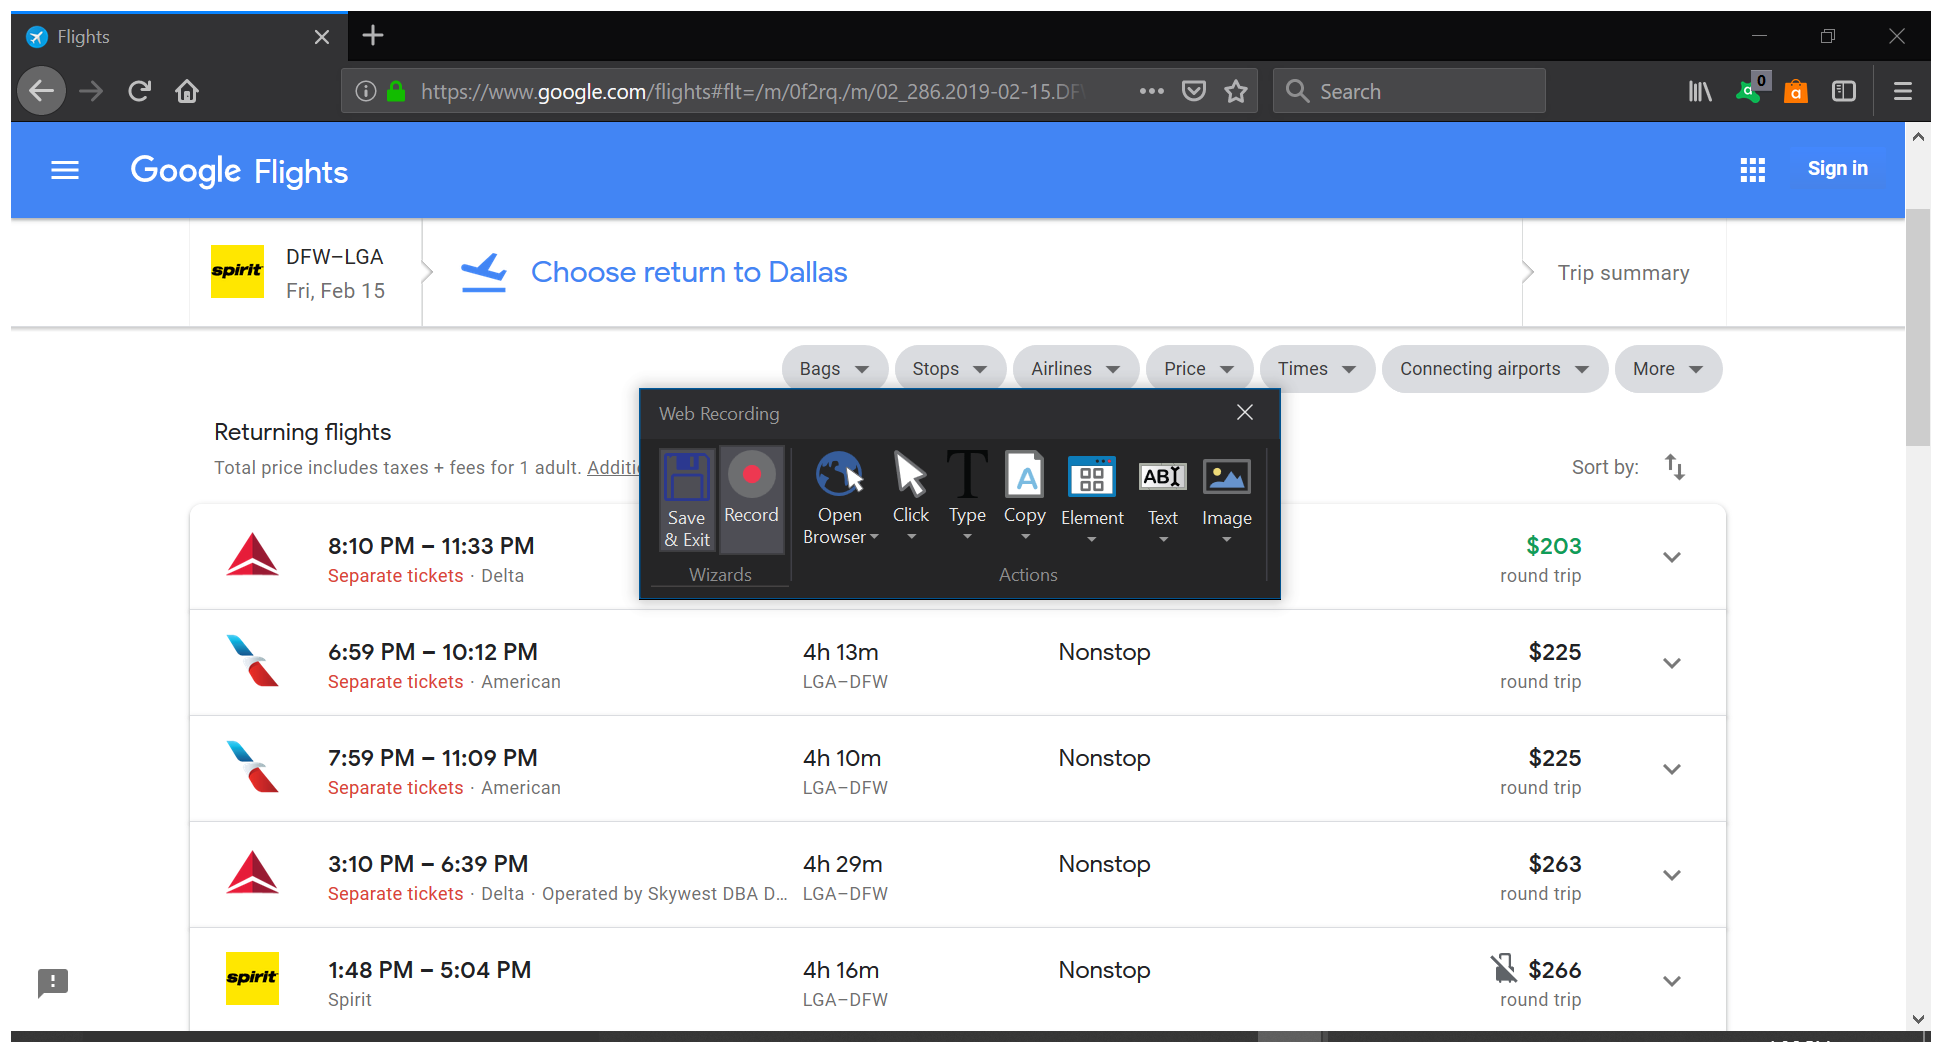 Flights
https://www.google.com/flights#flt=/m/0f2rq./m/02_286.2019-02-15.DF
Search
0
a
a
Google Flights
Sign in
spirit
DFW–LGA
Fri, Feb 15
Choose return to Dallas
Trip summary
Bags
Stops
Airlines
Price
Times
Connecting airports
More
Web Recording
Save & Exit
Record
Open Browser
Click
Type
Copy
Element
Text
Image
Wizards
Actions
T
A
ABI
Returning flights
Total price includes taxes + fees for 1 adult. Additi
Sort by:
8:10 PM – 11:33 PM
Separate tickets · Delta
$203
round trip
6:59 PM – 10:12 PM
Separate tickets · American
4h 13m
LGA–DFW
Nonstop
$225
round trip
7:59 PM – 11:09 PM
Separate tickets · American
4h 10m
LGA–DFW
Nonstop
$225
round trip
3:10 PM – 6:39 PM
Separate tickets · Delta · Operated by Skywest DBA D...
4h 29m
LGA–DFW
Nonstop
$263
round trip
spirit
1:48 PM – 5:04 PM
Spirit
4h 16m
LGA–DFW
Nonstop
$266
round trip